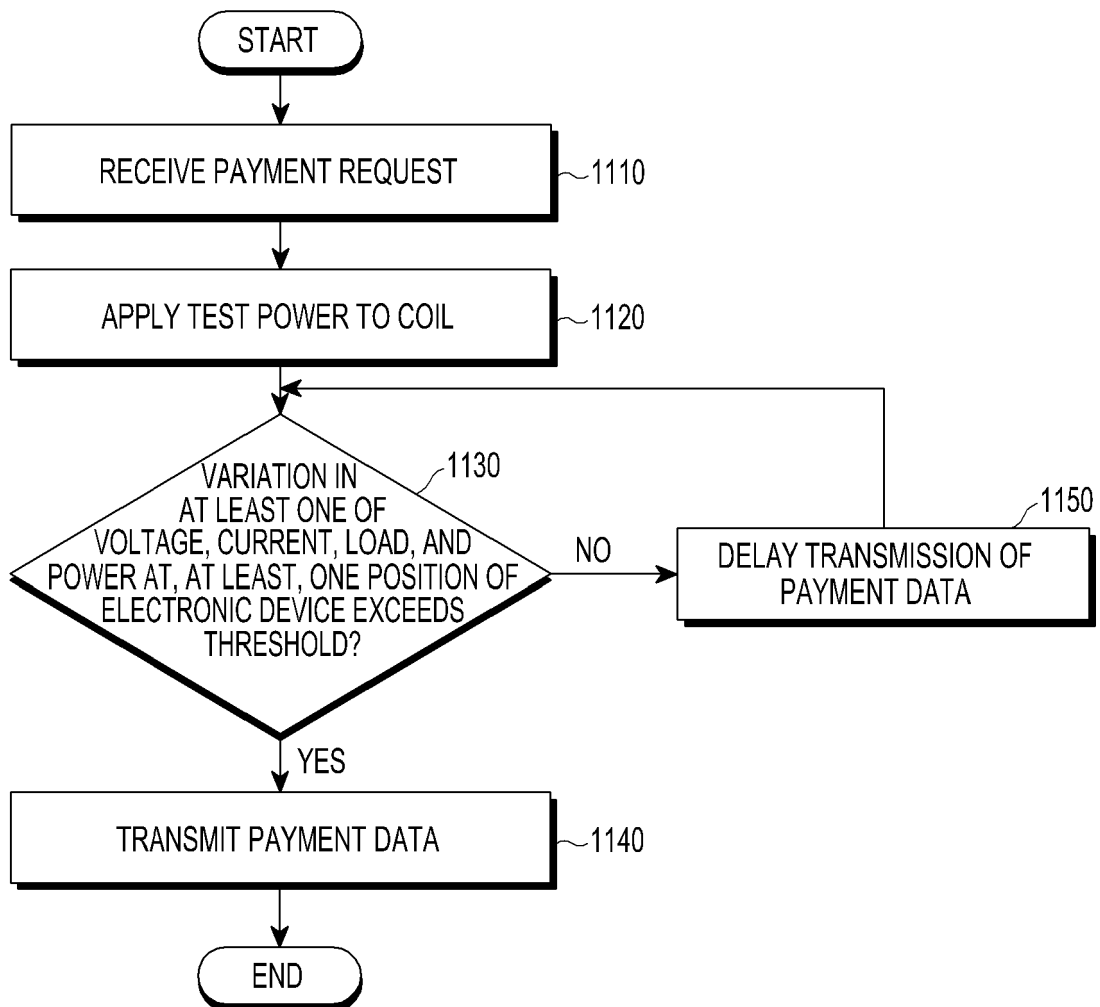 START
RECEIVE PAYMENT REQUEST
1110
APPLY TEST POWER TO COIL
1120
VARIATION IN
AT LEAST ONE OF
VOLTAGE, CURRENT, LOAD, AND
POWER AT, AT LEAST, ONE POSITION OF
ELECTRONIC DEVICE EXCEEDS
THRESHOLD?
1130
NO
DELAY TRANSMISSION OF
PAYMENT DATA
1150
YES
TRANSMIT PAYMENT DATA
1140
END